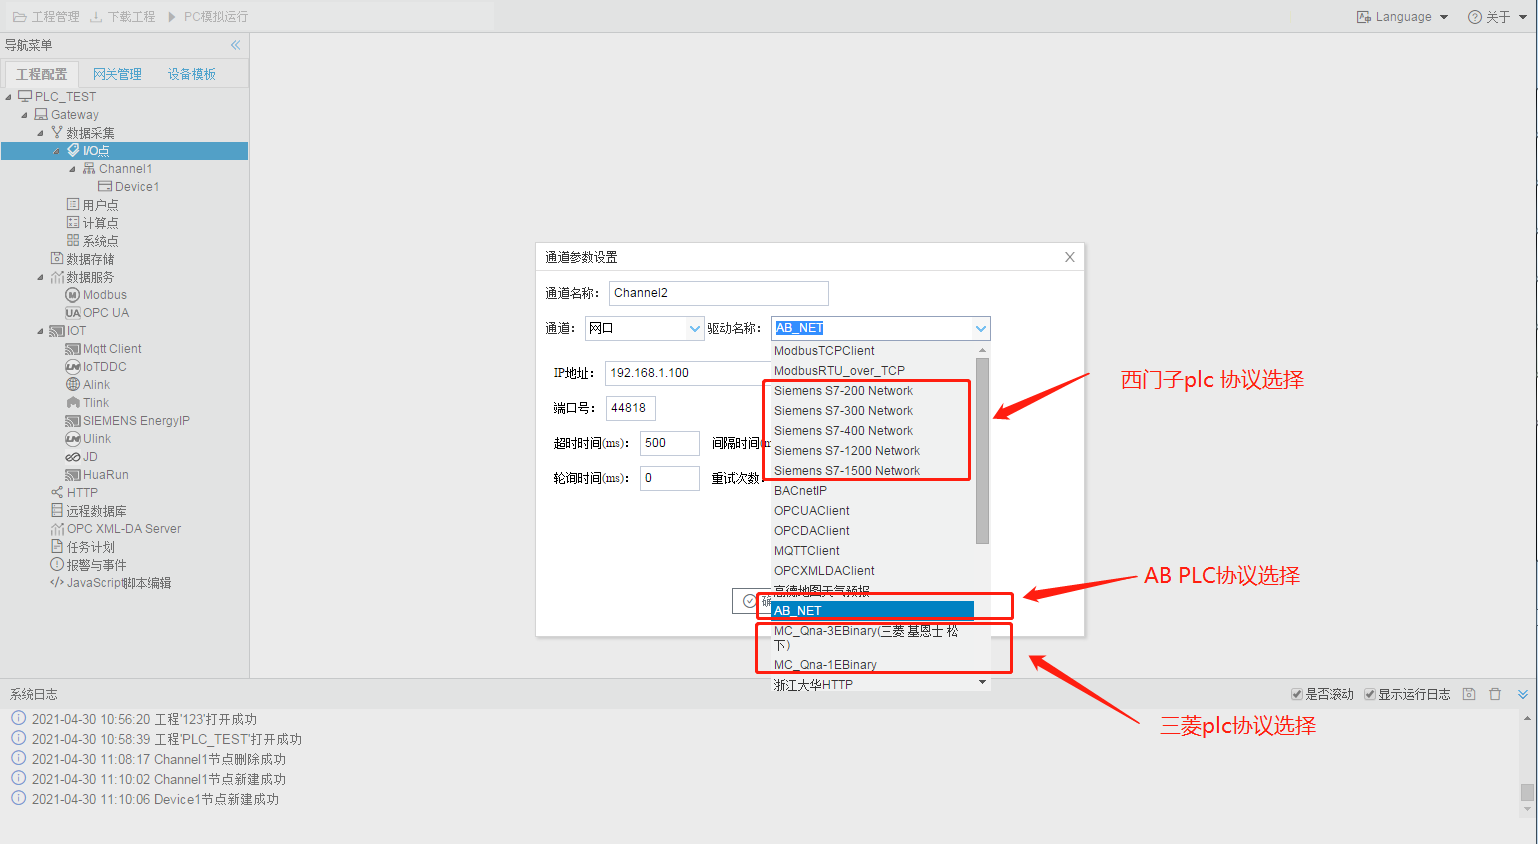 工程管理 下载工程 PC模拟运行 Language 关于
导航菜单
工程配置 网关管理 设备模板
PLC_TEST
Gateway
数据采集
I/O点
Channel1
Device1
用户点
计算点
系统点
数据存储
数据服务
Modbus
OPC UA
IOT
Mqtt Client
IoTDDC
Alink
Tlink
SIEMENS EnergyIP
Ulink
JD
HuaRun
HTTP
远程数据库
OPC XML-DA Server
任务计划
报警与事件
JavaScript脚本编辑
通道参数设置
通道名称: Channel2
通道: 网口 驱动名称: AB_NET
IP地址: 192.168.1.100
端口号: 44818
超时时间(ms): 500 间隔时间(m
轮询时间(ms): 0 重试次数:
ModbusTCPClient
ModbusRTU_over_TCP
Siemens S7-200 Network
Siemens S7-300 Network
Siemens S7-400 Network
Siemens S7-1200 Network
Siemens S7-1500 Network
BACnetIP
OPCUAClient
OPCDAClient
MQTTClient
OPCXMLDAClient
高德地图天气预报
AB_NET
MC_Qna-3EBinary(三菱 基恩士 松
下)
MC_Qna-1EBinary
浙江大华HTTP
西门子plc 协议选择
AB PLC协议选择
三菱plc协议选择
系统日志 是否滚动 显示运行日志
2021-04-30 10:56:20 工程'123'打开成功
2021-04-30 10:58:39 工程'PLC_TEST'打开成功
2021-04-30 11:08:17 Channel1节点删除成功
2021-04-30 11:10:02 Channel1节点新建成功
2021-04-30 11:10:06 Device1节点新建成功